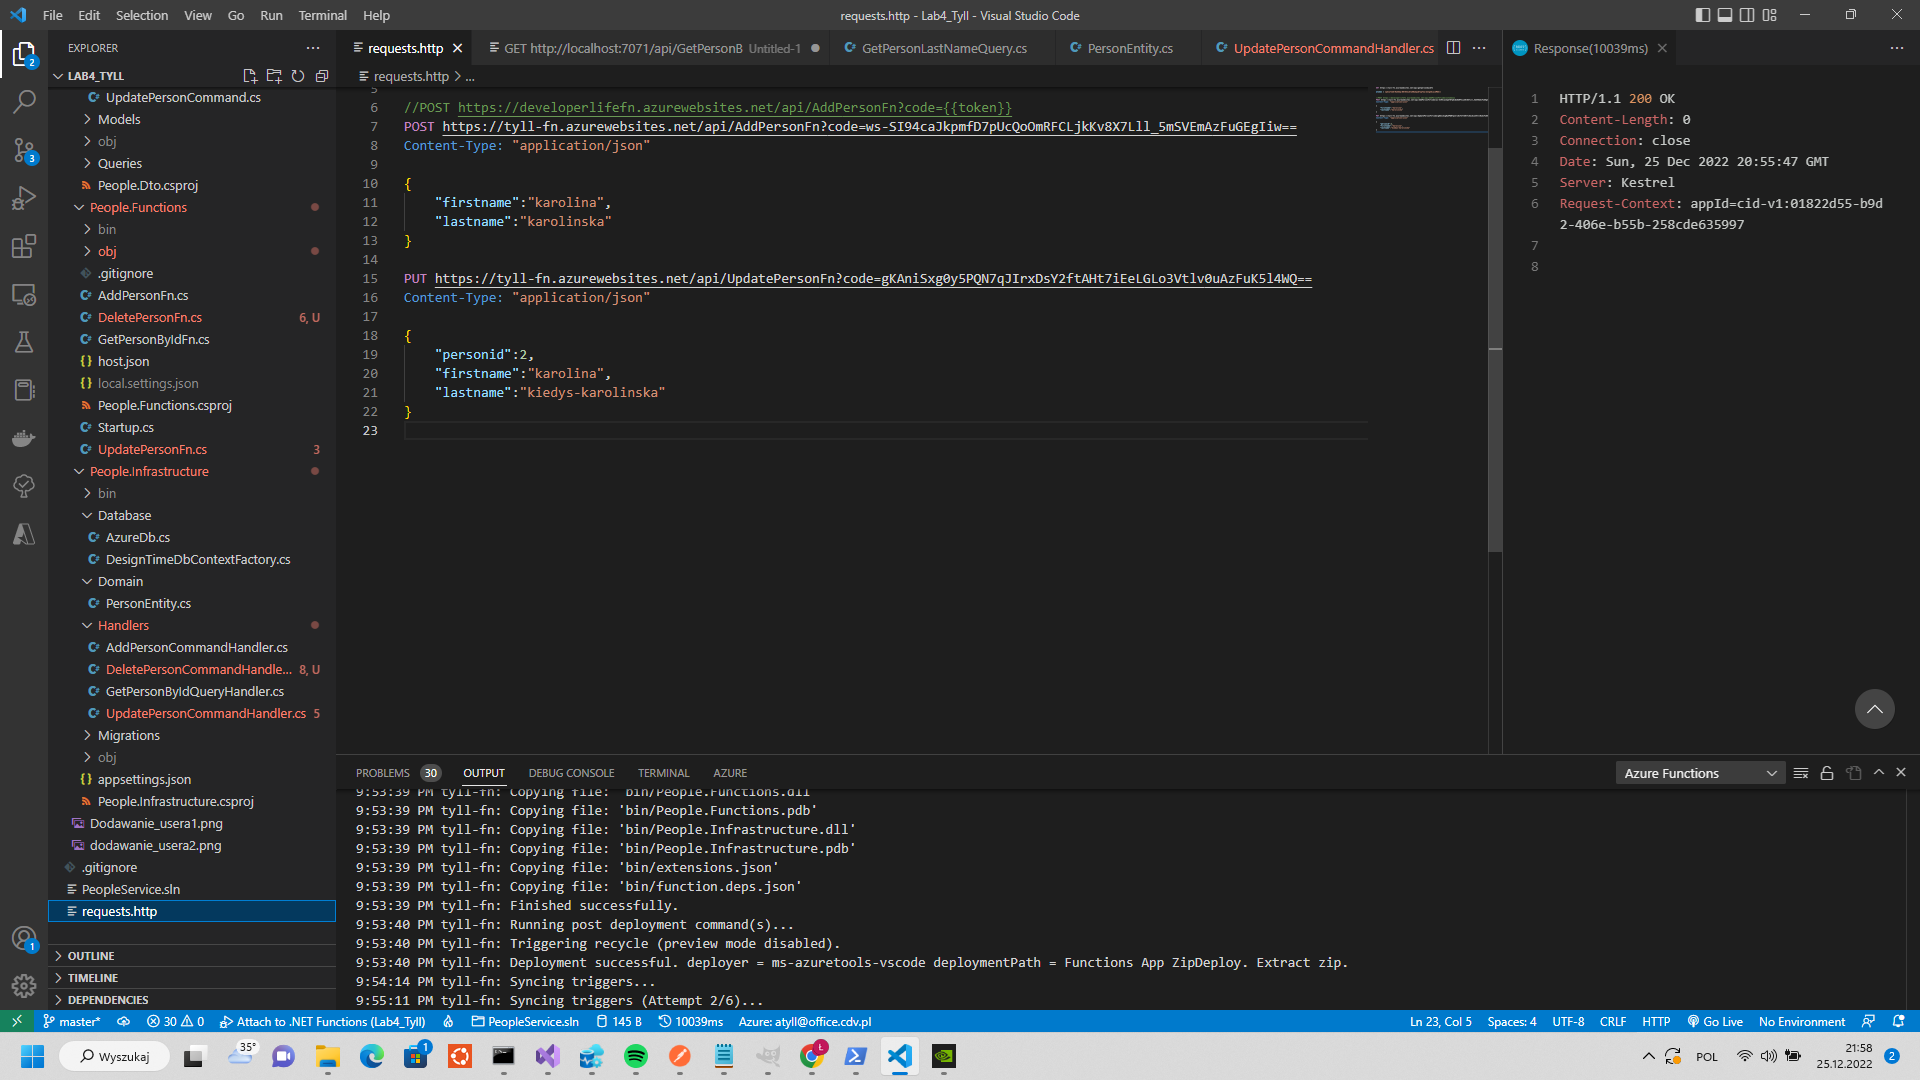 File Edit Selection View Go Run Terminal Help
requests.http - Lab4_Tyll - Visual Studio Code
EXPLORER
LAB4_TYLL
UpdatePersonCommand.cs
Models
obj
Queries
People.Dto.csproj
People.Functions
bin
obj
.gitignore
AddPersonFn.cs
DeletePersonFn.cs 6, U
GetPersonByIdFn.cs
host.json
local.settings.json
People.Functions.csproj
Startup.cs
UpdatePersonFn.cs 3
People.Infrastructure
bin
Database
AzureDb.cs
DesignTimeDbContextFactory.cs
Domain
PersonEntity.cs
Handlers
AddPersonCommandHandler.cs
DeletePersonCommandHandle... 8, U
GetPersonByIdQueryHandler.cs
UpdatePersonCommandHandler.cs 5
Migrations
obj
appsettings.json
People.Infrastructure.csproj
Dodawanie_usera1.png
dodawanie_usera2.png
.gitignore
PeopleService.sln
requests.http
OUTLINE
TIMELINE
DEPENDENCIES
requests.http
GET http://localhost:7071/api/GetPersonB Untitled-1
GetPersonLastNameQuery.cs
PersonEntity.cs
UpdatePersonCommandHandler.cs
requests.http > ...
5
6 //POST https://developerlifefn.azurewebsites.net/api/AddPersonFn?code={{token}}
7 POST https://tyll-fn.azurewebsites.net/api/AddPersonFn?code=ws-SI94caJkpmfD7pUcQoOmRFCLjkKv8X7Lll_5mSVEmAzFuGEgIiw==
8 Content-Type: "application/json"
9
10 {
11 "firstname":"karolina",
12 "lastname":"karolinska"
13 }
14
15 PUT https://tyll-fn.azurewebsites.net/api/UpdatePersonFn?code=gKAniSxg0y5PQN7qJIrxDsY2ftAHt7iEeLGLo3Vtlv0uAzFuK5l4WQ==
16 Content-Type: "application/json"
17
18 {
19 "personid":2,
20 "firstname":"karolina",
21 "lastname":"kiedys-karolinska"
22 }
23
Response(10039ms)
1 HTTP/1.1 200 OK
2 Content-Length: 0
3 Connection: close
4 Date: Sun, 25 Dec 2022 20:55:47 GMT
5 Server: Kestrel
6 Request-Context: appId=cid-v1:01822d55-b9d
2-406e-b55b-258cde635997
7
8
PROBLEMS 30 OUTPUT DEBUG CONSOLE TERMINAL AZURE
Azure Functions
9:53:39 PM tyll-fn: Copying file: 'bin/People.Functions.dll'
9:53:39 PM tyll-fn: Copying file: 'bin/People.Functions.pdb'
9:53:39 PM tyll-fn: Copying file: 'bin/People.Infrastructure.dll'
9:53:39 PM tyll-fn: Copying file: 'bin/People.Infrastructure.pdb'
9:53:39 PM tyll-fn: Copying file: 'bin/extensions.json'
9:53:39 PM tyll-fn: Copying file: 'bin/function.deps.json'
9:53:39 PM tyll-fn: Finished successfully.
9:53:40 PM tyll-fn: Running post deployment command(s)...
9:53:40 PM tyll-fn: Triggering recycle (preview mode disabled).
9:53:40 PM tyll-fn: Deployment successful. deployer = ms-azuretools-vscode deploymentPath = Functions App ZipDeploy. Extract zip.
9:54:14 PM tyll-fn: Syncing triggers...
9:55:11 PM tyll-fn: Syncing triggers (Attempt 2/6)...
master* 30 0 Attach to .NET Functions (Lab4_Tyll) PeopleService.sln 145 B 10039ms Azure: atyll@office.cdv.pl Ln 23, Col 5 Spaces: 4 UTF-8 CRLF HTTP Go Live No Environment
Wyszukaj 35° POL 21:58
25.12.2022 2